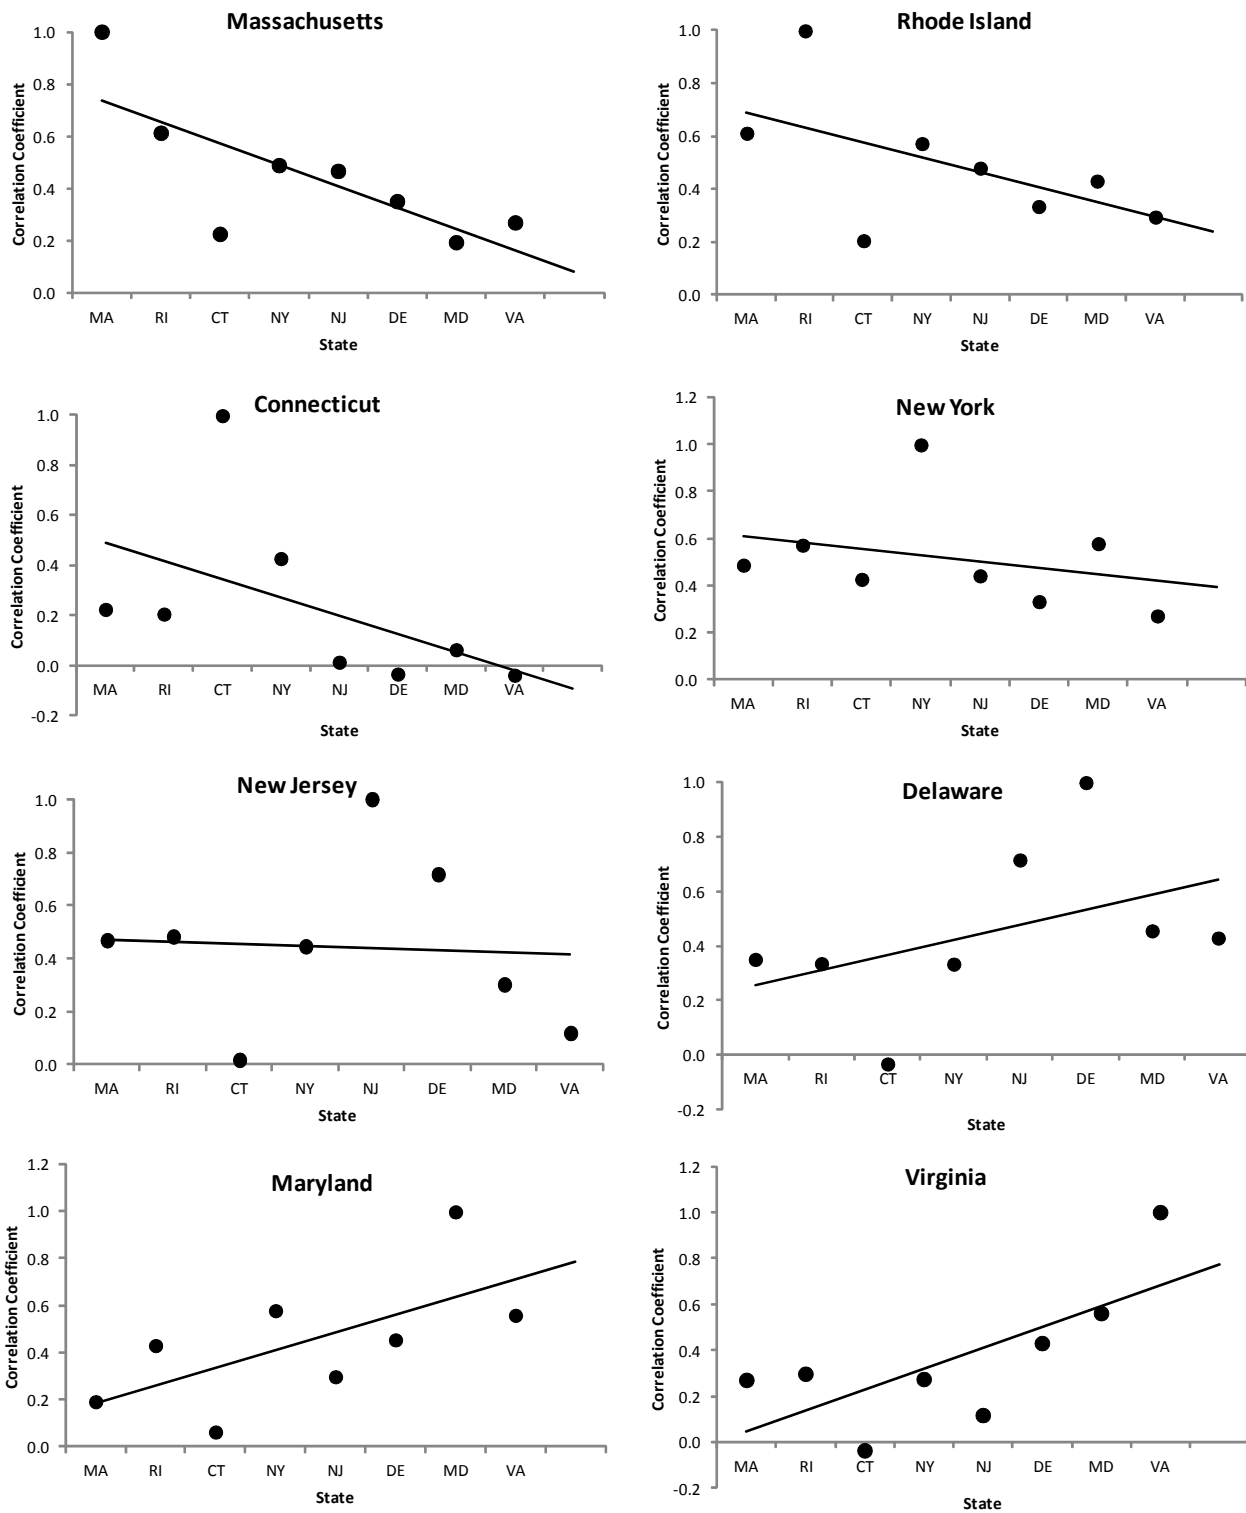 Massachusetts
Correlation Coefficient
1.0
0.8
0.6
0.4
0.2
0.0
MA RI CT NY NJ DE MD VA
State
Rhode Island
Correlation Coefficient
1.0
0.8
0.6
0.4
0.2
0.0
MA RI CT NY NJ DE MD VA
State
Connecticut
Correlation Coefficient
1.0
0.8
0.6
0.4
0.2
0.0
MA RI CT NY NJ DE MD VA
-0.2
State
New York
Correlation Coefficient
1.2
1.0
0.8
0.6
0.4
0.2
0.0
MA RI CT NY NJ DE MD VA
State
New Jersey
Correlation Coefficient
1.0
0.8
0.6
0.4
0.2
0.0
MA RI CT NY NJ DE MD VA
State
Delaware
Correlation Coefficient
1.0
0.8
0.6
0.4
0.2
0.0
MA RI CT NY NJ DE MD VA
-0.2
State
Maryland
Correlation Coefficient
1.2
1.0
0.8
0.6
0.4
0.2
0.0
MA RI CT NY NJ DE MD VA
State
Virginia
Correlation Coefficient
1.2
1.0
0.8
0.6
0.4
0.2
0.0
MA RI CT NY NJ DE MD VA
-0.2
State